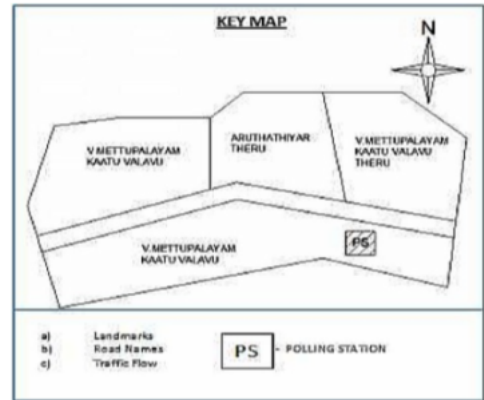 KEY MAP
N
V.METTUPALAYAM
KAATU VALAVU
ARUTHATHIYAR
THERU
V.METTUPALAYAM
KAATU VALAVU
THERU
V.METTUPALAYAM
KAATU VALAVU
PS
a) Landmarks
b) Road Names
c) Traffic Flow
PS - POLLING STATION